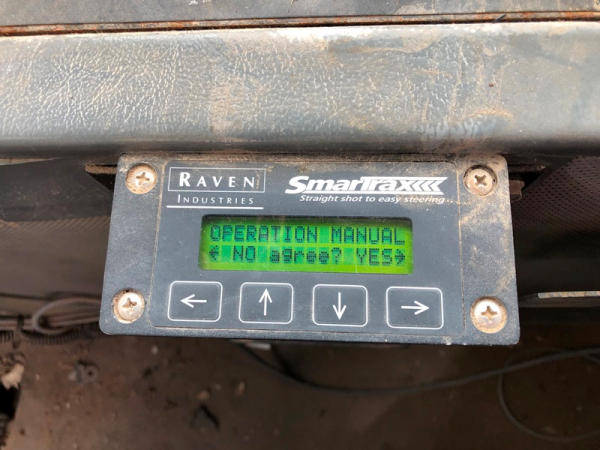 RAVEN
INDUSTRIES
SmarTrax
Straight shot to easy steering...
OPERATION MANUAL
← NO agree? YES→
← ↑ ↓ →